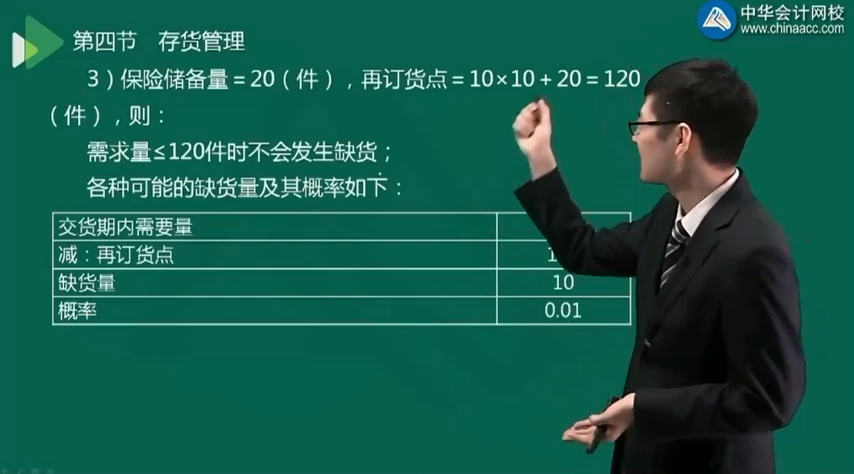 中华会计网校
www.chinaacc.com
第四节 存货管理
3）保险储备量＝20（件），再订货点＝10×10＋20＝120
（件），则：
需求量≤120件时不会发生缺货；
各种可能的缺货量及其概率如下：
交货期内需要量
减：再订货点
缺货量 10
概率 0.01